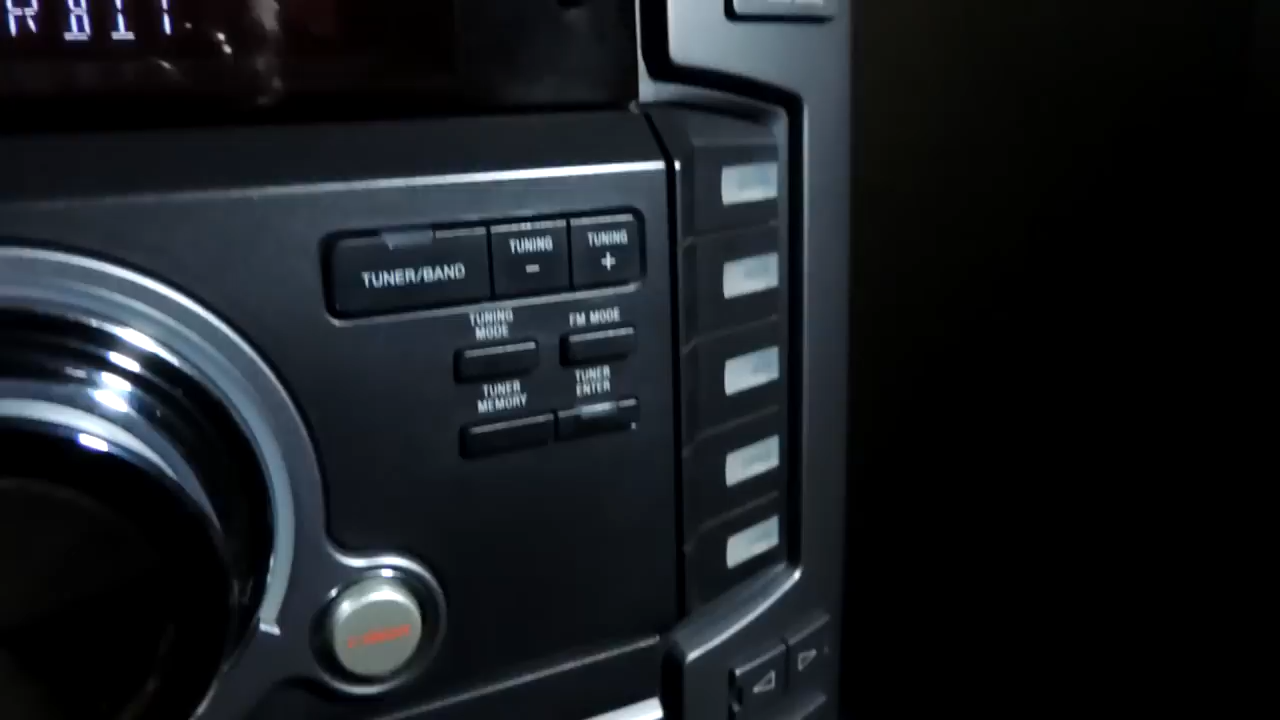 TUNER/BAND
TUNING
–
TUNING
+
TUNING
MODE
FM MODE
TUNER
MEMORY
TUNER
ENTER